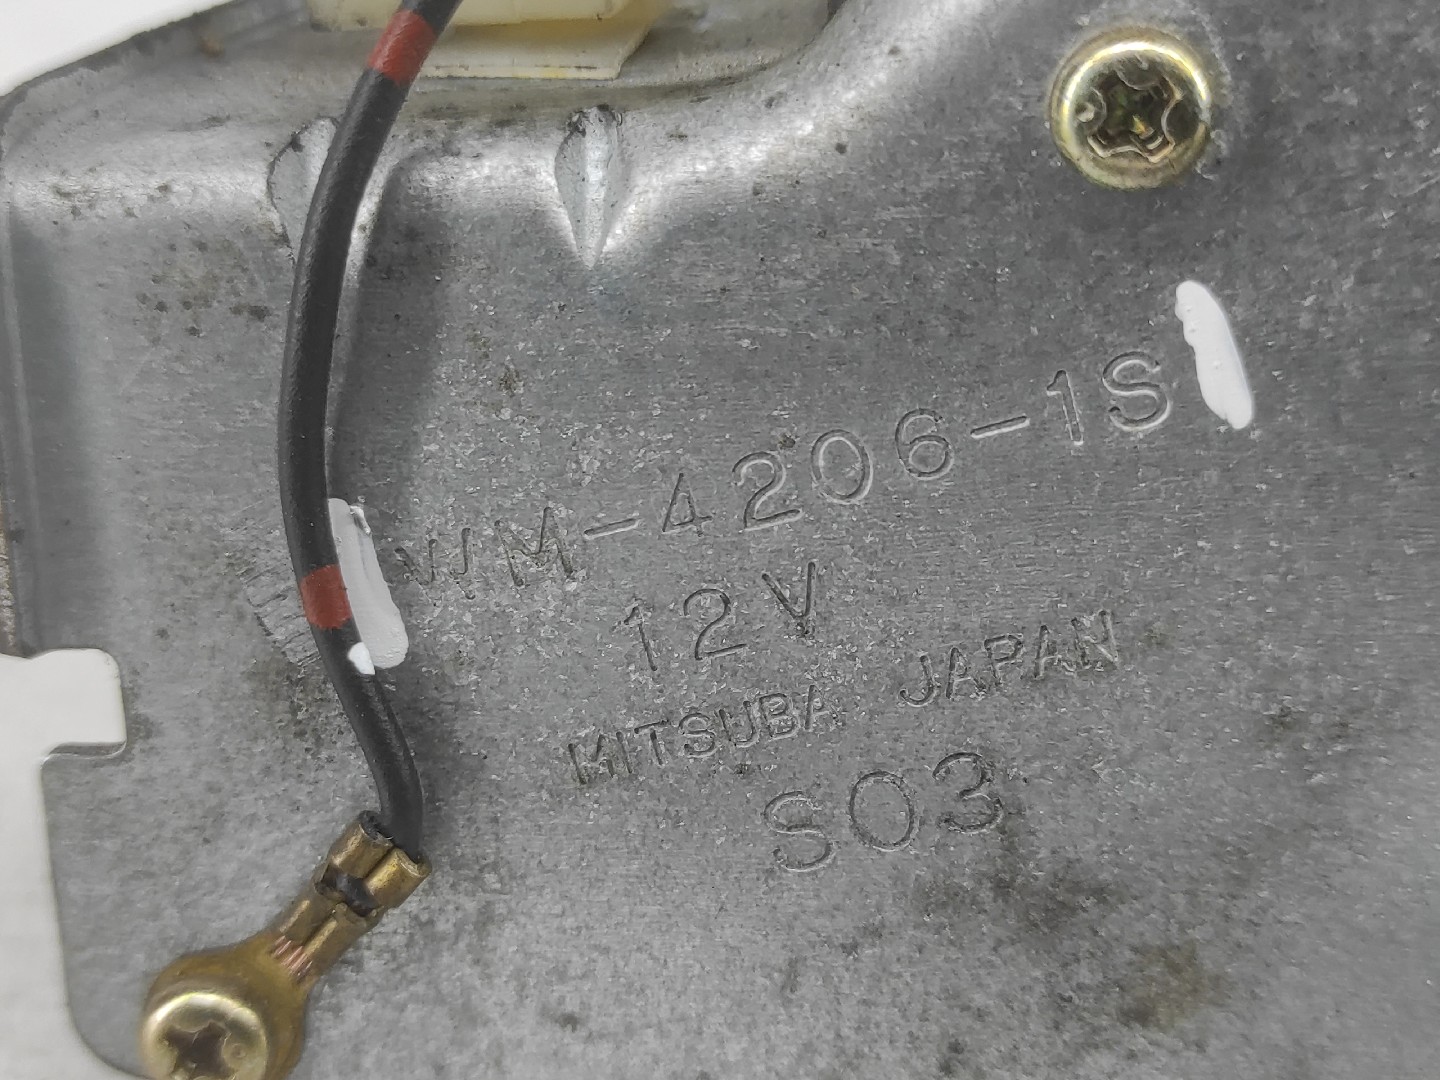 WM-4206-1S
12V
MITSUBA JAPAN
S03